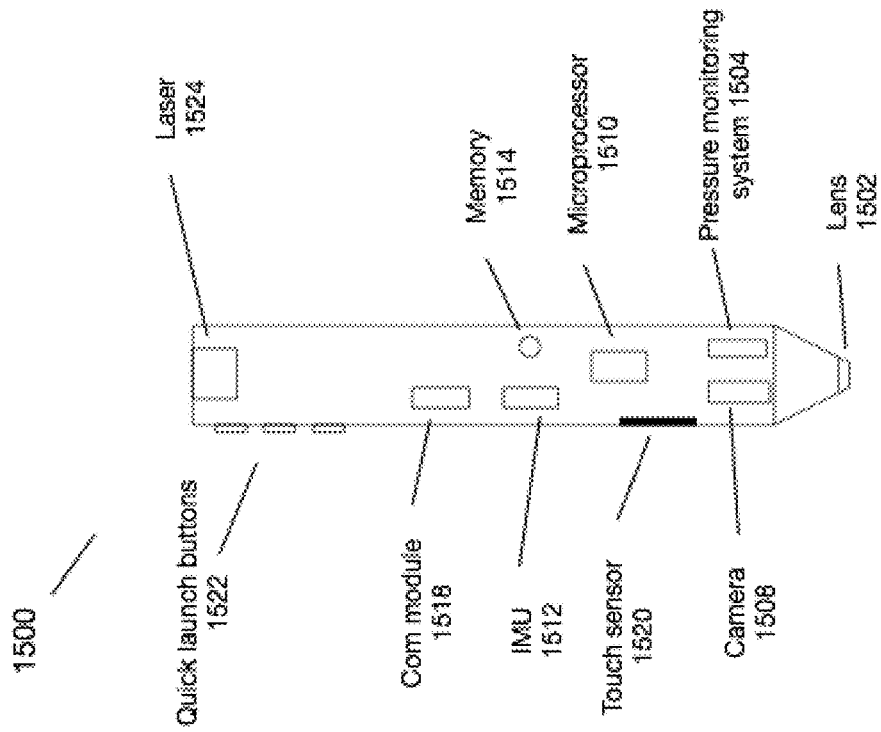 1500
Quick launch buttons
1522
Laser
1524
Com module
1518
Memory
1514
IMU
1512
Microprocessor
1510
Touch sensor
1520
Pressure monitoring
system 1504
Camera
1508
Lens
1502